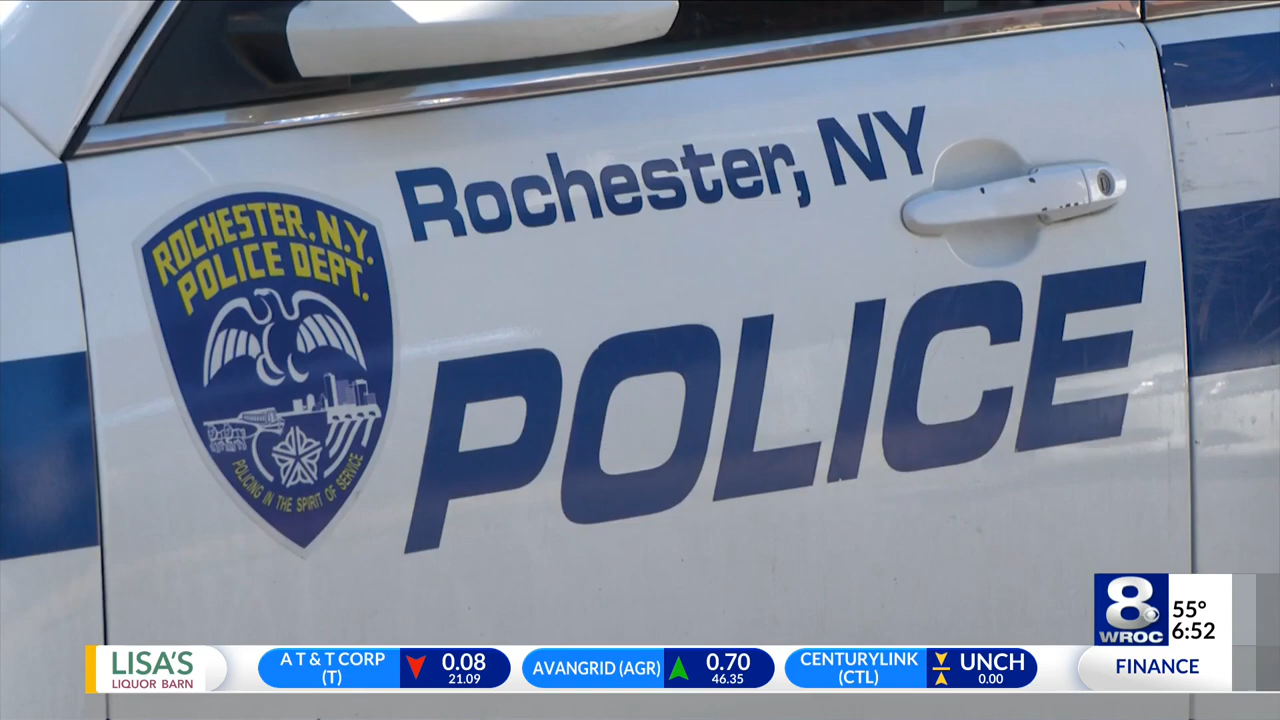 Rochester, NY
ROCHESTER, N.Y.
POLICE DEPT.
POLICING IN THE SPIRIT OF SERVICE
POLICE
8
WROC
55°
6:52
LISA'S
LIQUOR BARN
A T & T CORP
(T)
0.08
21.09
AVANGRID (AGR)
0.70
46.35
CENTURYLINK
(CTL)
UNCH
0.00
FINANCE